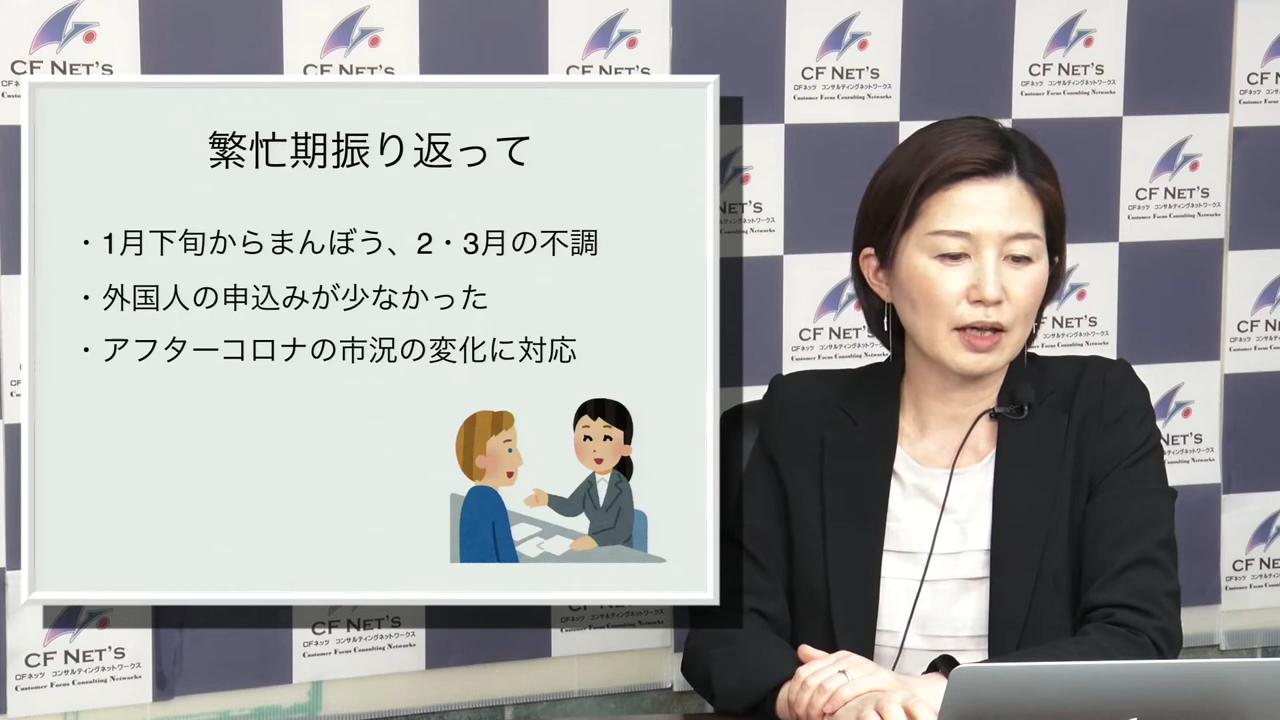 繁忙期振り返って
・1月下旬からまんぼう、2・3月の不調
・外国人の申込みが少なかった
・アフターコロナの市況の変化に対応
CF NET'S
CFネッツ コンサルティングネットワークス
Customer Focus Consulting Networks